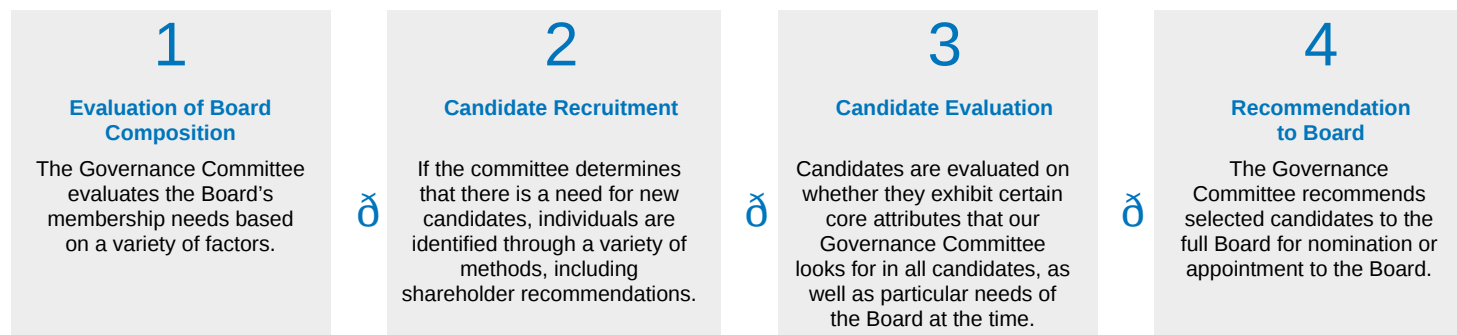 1
Evaluation of Board
Composition
The Governance Committee
evaluates the Board’s
membership needs based
on a variety of factors.
ð
2
Candidate Recruitment
If the committee determines
that there is a need for new
candidates, individuals are
identified through a variety of
methods, including
shareholder recommendations.
ð
3
Candidate Evaluation
Candidates are evaluated on
whether they exhibit certain
core attributes that our
Governance Committee
looks for in all candidates, as
well as particular needs of
the Board at the time.
ð
4
Recommendation
to Board
The Governance
Committee recommends
selected candidates to the
full Board for nomination or
appointment to the Board.